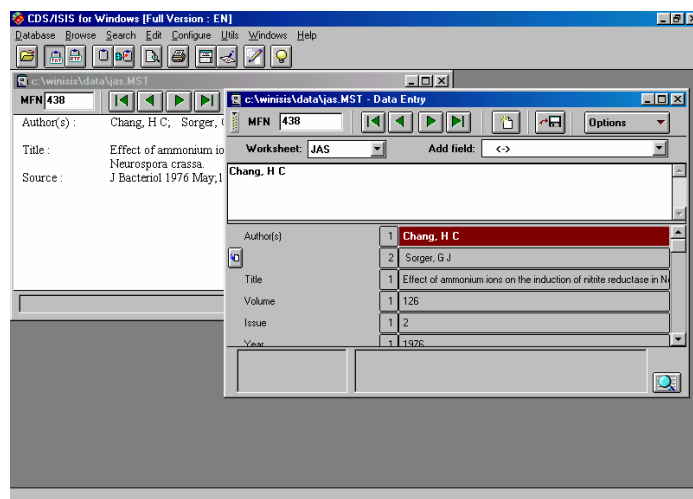 CDS/ISIS for Windows [Full Version : EN]
Database Browse Search Edit Configure Utils Windows Help
c:\winisis\data\jas.MST
MFN 438
Author(s) : Chang, H C; Sorger,
Title : Effect of ammonium io
Neurospora crassa.
Source : J Bacteriol 1976 May;1
c:\winisis\data\jas.MST - Data Entry
MFN 438 Options
Worksheet: JAS Add field: <->
Chang, H C
Author(s) 1 Chang, H C
2 Sorger, G J
Title 1 Effect of ammonium ions on the induction of nitrite reductase in Ne
Volume 1 126
Issue 1 2
Year 1 1976